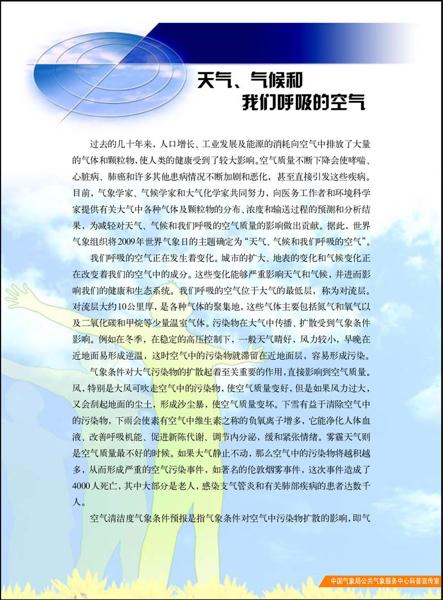 天气、气候和
我们呼吸的空气
过去的几十年来，人口增长、工业发展及能源的消耗向空气中排放了大量
的气体和颗粒物，使人类的健康受到了较大影响。空气质量不断下降会使哮喘、
心脏病、肺癌和许多其他患病情况不断加剧和恶化，甚至直接引发这些疾病。
目前，气象学家、气候学家和大气化学家共同努力，向医务工作者和环境科学
家提供有关大气中各种气体及颗粒物的分布、浓度和输送过程的预测和分析结
果，为减轻对天气、气候和我们呼吸的空气质量的影响做出贡献。据此，世界
气象组织将2009年世界气象日的主题确定为“天气、气候和我们呼吸的空气”。
我们呼吸的空气正在发生着变化。城市的扩大、地表的变化和气候变化正
在改变着我们的空气中的成分。这些变化能够严重影响天气和气候，并进而影
响我们的健康和生态系统。我们呼吸的空气位于大气的最低层，称为对流层。
对流层大约10公里厚，是各种气体的聚集地，这些气体主要包括氮气和氧气以
及二氧化碳和甲烷等少量温室气体。污染物在大气中传播、扩散受到气象条件
影响。例如在冬季，在稳定的高压控制下，一般天气晴好，风力较小，早晚在
近地面易形成逆温，这时空气中的污染物就滞留在近地面层，容易形成污染。
气象条件对大气污染物的扩散起着至关重要的作用，直接影响到空气质量。
风，特别是大风可吹走空气中的污染物，使空气质量变好，但是如果风力过大，
又会刮起地面的尘土，形成沙尘暴，使空气质量变坏。下雪有益于清除空气中
的污染物，下雨会使素有空气中维生素之称的负氧离子增多，它能净化人体血
液、改善呼吸机能、促进新陈代谢、调节内分泌，缓和紧张情绪。雾霾天气则
是空气质量最不好的时候。如果大气静止不动，那么空气中的污染物将越积越
多，从而形成严重的空气污染事件，如著名的伦敦烟雾事件，这次事件造成了
4000人死亡，其中大部分是老人，感染支气管炎和有关肺部疾病的患者达数千
人。
空气清洁度气象条件预报是指气象条件对空气中污染物扩散的影响，即气
中国气象局公共气象服务中心科普宣传室